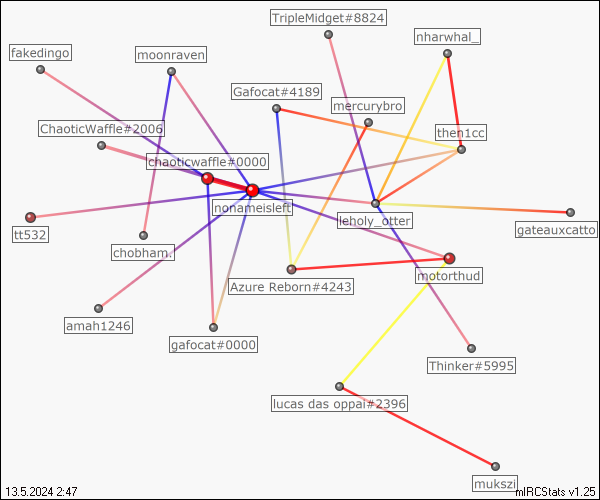 TripleMidget#8824
nharwhal_
fakedingo
moonraven
Gafocat#4189
mercurybro
ChaoticWaffle#2006
then1cc
chaoticwaffle#0000
nonameisleft
leholy_otter
tt532
gateauxcatto
chobham.
motorthud
Azure Reborn#4243
amah1246
gafocat#0000
Thinker#5995
lucas das oppai#2396
mukszi
13.5.2024 2:47
mIRCStats v1.25